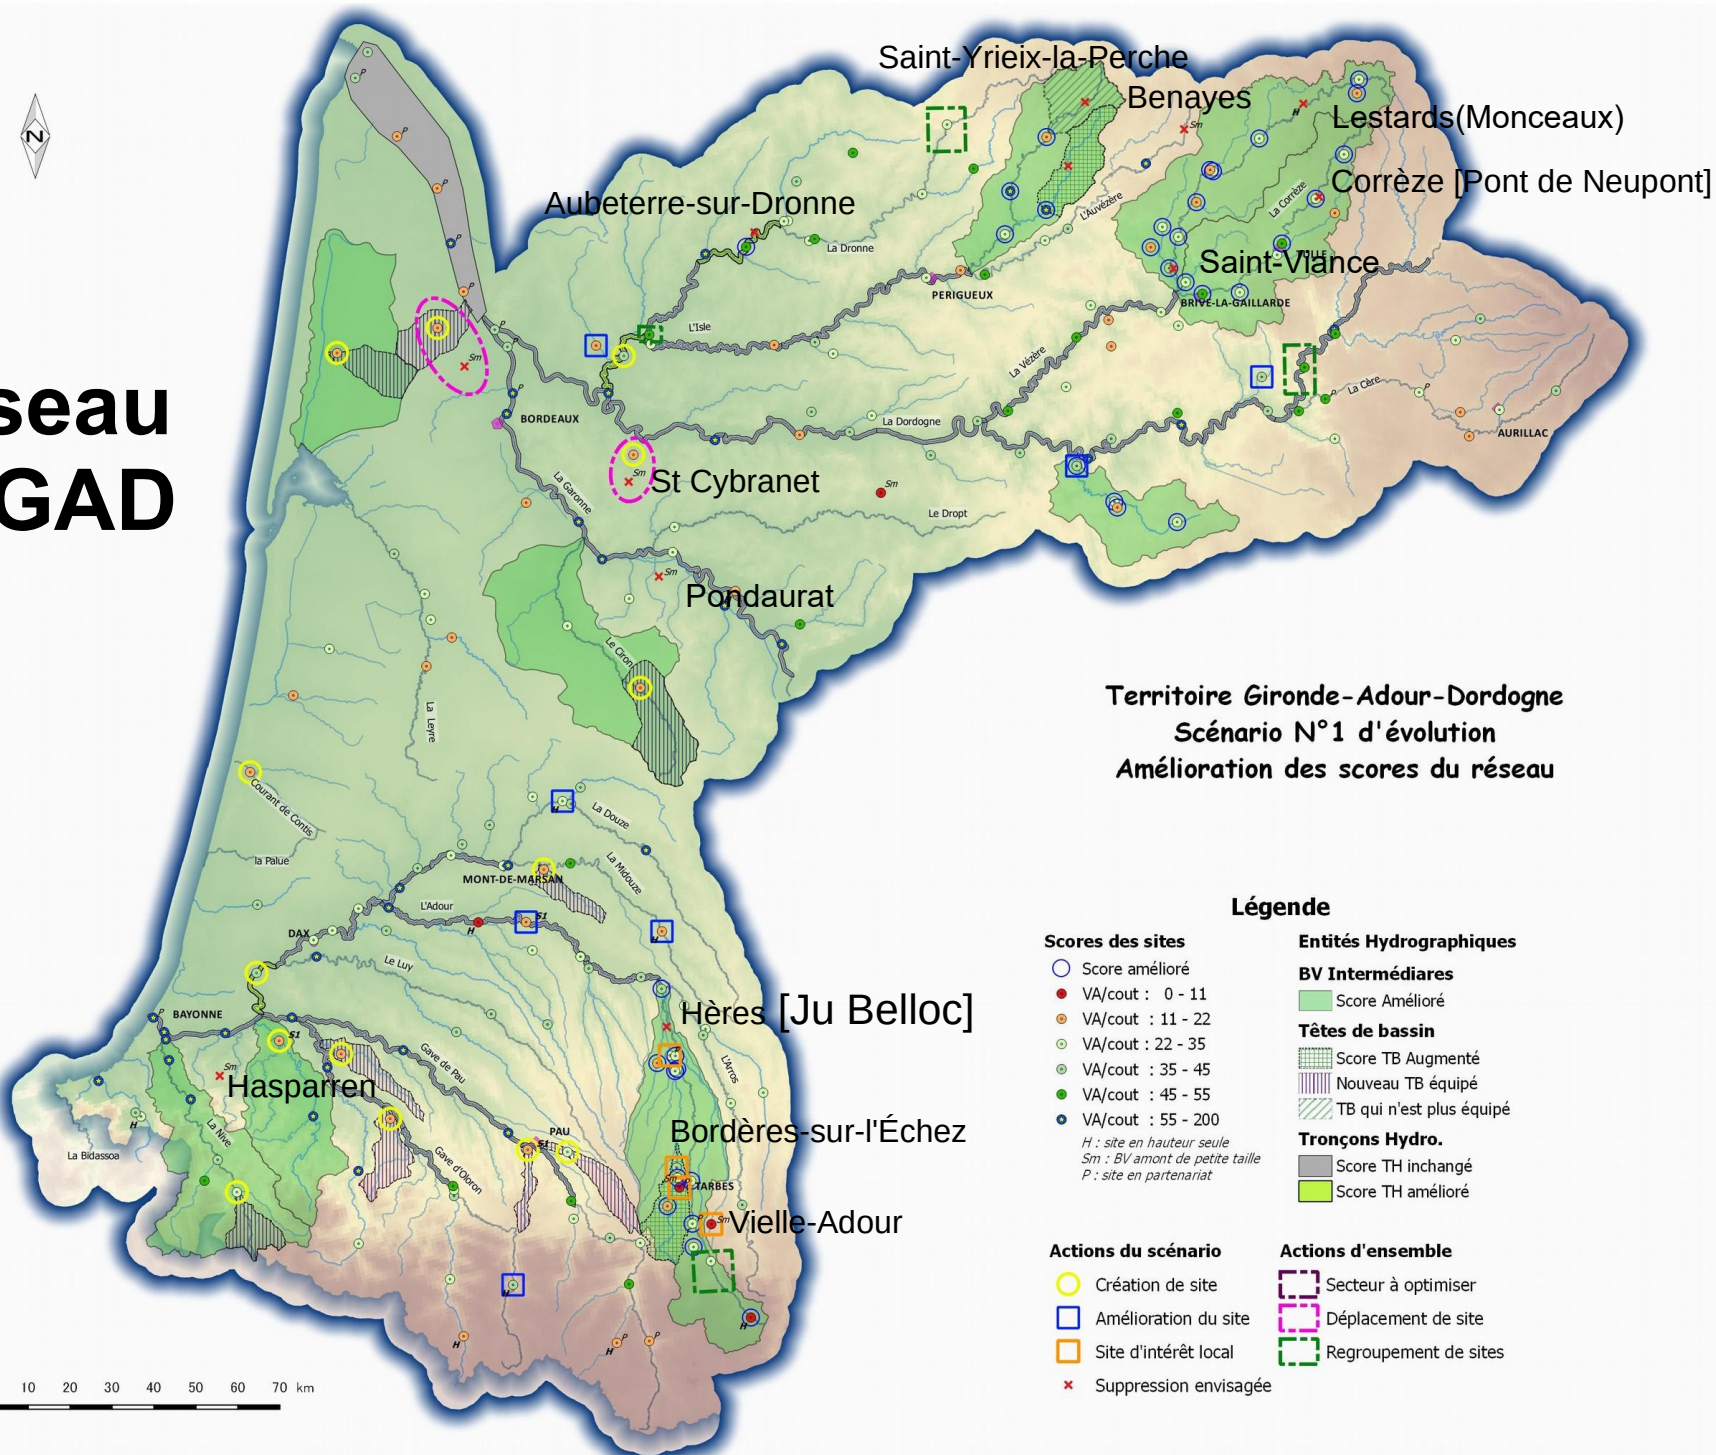 Saint-Yrieix-la-Perche
Benayes
Lestards(Monceaux)
Corrèze [Pont de Neupont]
Aubeterre-sur-Dronne
Saint-Viance
St Cybranet
Pondaurat
Hères [Ju Belloc]
Hasparren
Bordères-sur-l'Échez
Vielle-Adour
seau
GAD
N
La Dronne
L'Auvézère
La Corrèze
TULLE
PERIGUEUX
BRIVE-LA-GAILLARDE
L'Isle
La Vézère
La Cère
AURILLAC
BORDEAUX
La Dordogne
La Garonne
Le Dropt
Le Ciron
La Leyre
Courant de Contis
la Palue
La Douze
MONT-DE-MARSAN
La Midouze
L'Adour
DAX
Le Luy
BAYONNE
Gave de Pau
L'Arros
PAU
La Nive
La Bidassoa
Gave d'Oloron
TARBES
Territoire Gironde-Adour-Dordogne
Scénario N°1 d'évolution
Amélioration des scores du réseau
Légende
Scores des sites
Score amélioré
VA/cout : 0 - 11
VA/cout : 11 - 22
VA/cout : 22 - 35
VA/cout : 35 - 45
VA/cout : 45 - 55
VA/cout : 55 - 200
H : site en hauteur seule
Sm : BV amont de petite taille
P : site en partenariat
Entités Hydrographiques
BV Intermédiares
Score Amélioré
Têtes de bassin
Score TB Augmenté
Nouveau TB équipé
TB qui n'est plus équipé
Tronçons Hydro.
Score TH inchangé
Score TH amélioré
Actions du scénario
Création de site
Amélioration du site
Site d'intérêt local
Suppression envisagée
Actions d'ensemble
Secteur à optimiser
Déplacement de site
Regroupement de sites
10 20 30 40 50 60 70 km